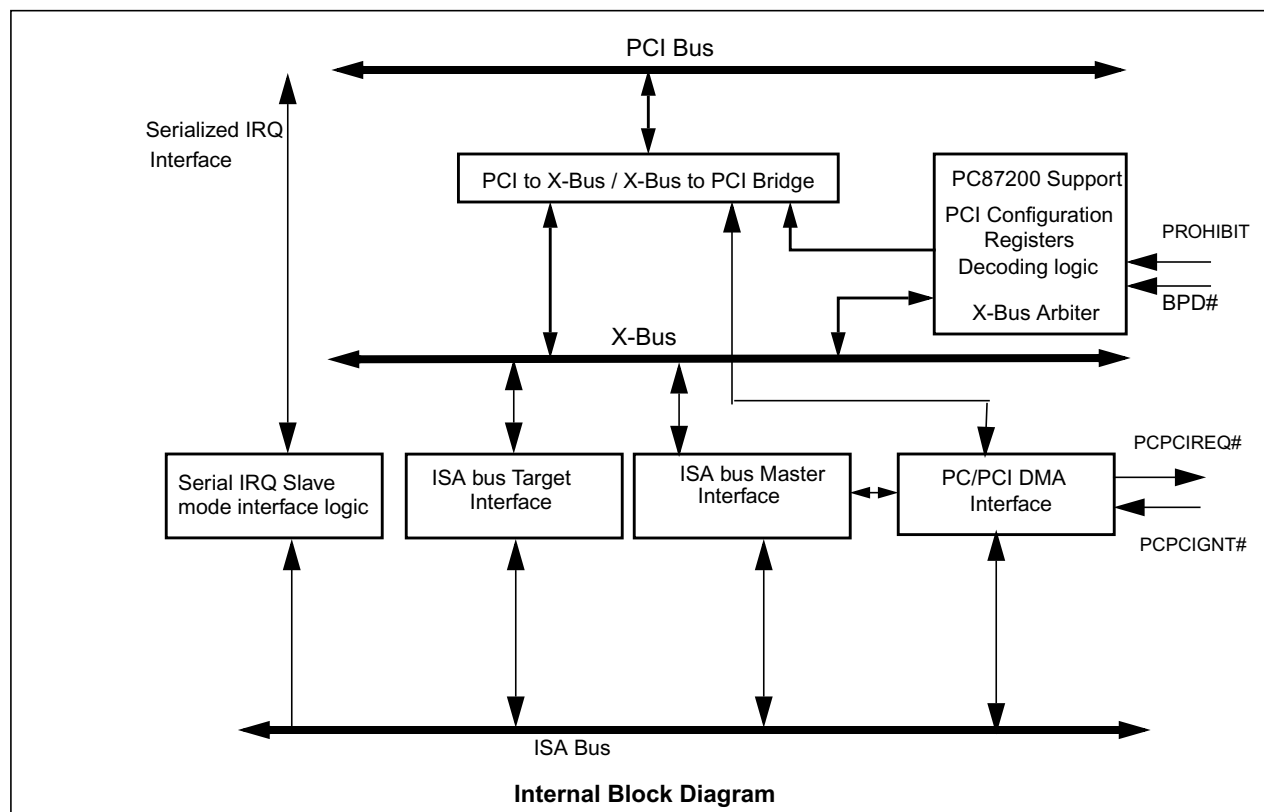 PCI Bus
Serialized IRQ
Interface
PCI to X-Bus / X-Bus to PCI Bridge
PC87200 Support
PCI Configuration
Registers
Decoding logic
X-Bus Arbiter
PROHIBIT
BPD#
X-Bus
Serial IRQ Slave
mode interface logic
ISA bus Target
Interface
ISA bus Master
Interface
PC/PCI DMA
Interface
PCPCIREQ#
PCPCIGNT#
ISA Bus
Internal Block Diagram